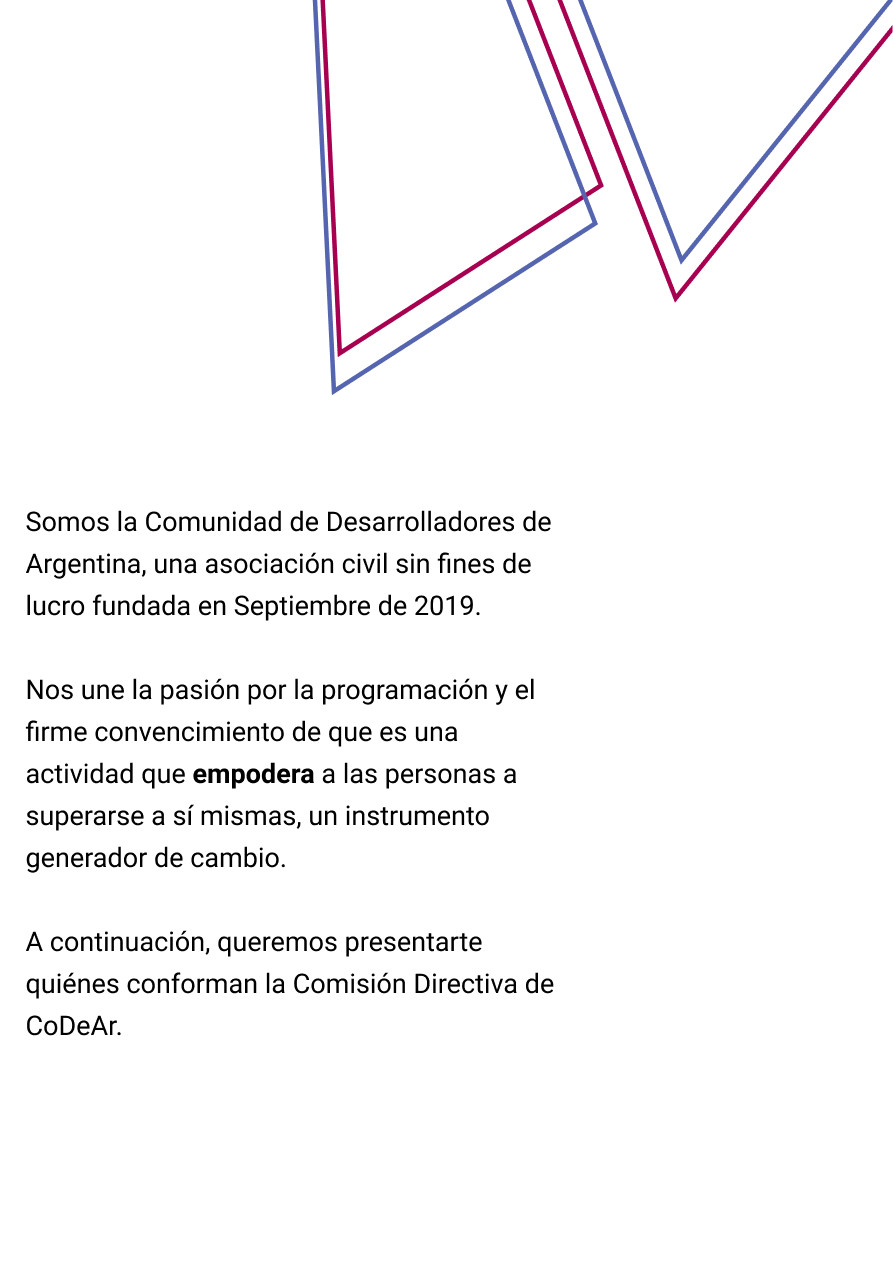 Somos la Comunidad de Desarrolladores de
Argentina, una asociación civil sin fines de
lucro fundada en Septiembre de 2019.
Nos une la pasión por la programación y el
firme convencimiento de que es una
actividad que empodera a las personas a
superarse a sí mismas, un instrumento
generador de cambio.
A continuación, queremos presentarte
quiénes conforman la Comisión Directiva de
CoDeAr.